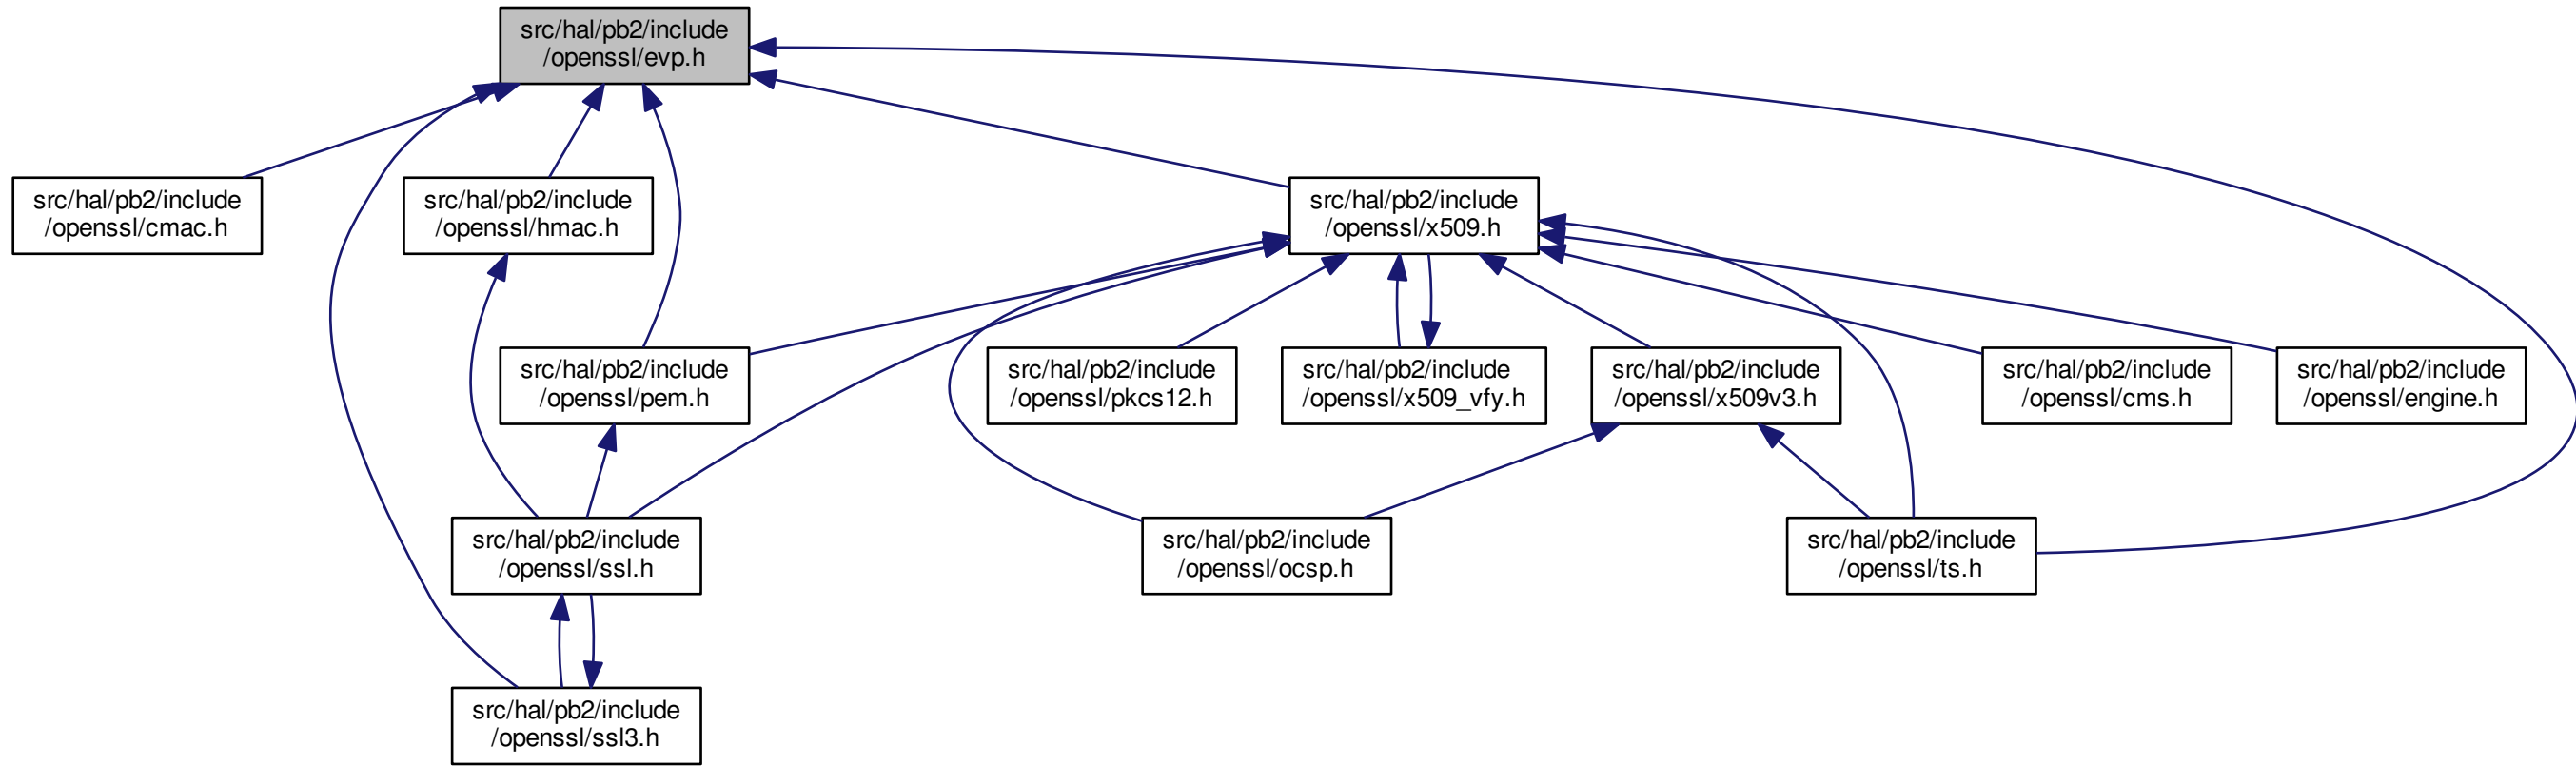 src/hal/pb2/include
/openssl/evp.h
src/hal/pb2/include
/openssl/cmac.h
src/hal/pb2/include
/openssl/hmac.h
src/hal/pb2/include
/openssl/x509.h
src/hal/pb2/include
/openssl/pem.h
src/hal/pb2/include
/openssl/pkcs12.h
src/hal/pb2/include
/openssl/x509_vfy.h
src/hal/pb2/include
/openssl/x509v3.h
src/hal/pb2/include
/openssl/cms.h
src/hal/pb2/include
/openssl/engine.h
src/hal/pb2/include
/openssl/ssl.h
src/hal/pb2/include
/openssl/ocsp.h
src/hal/pb2/include
/openssl/ts.h
src/hal/pb2/include
/openssl/ssl3.h